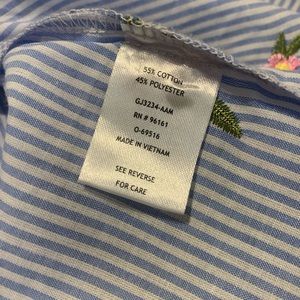 55% COTTON
45% POLYESTER
GJ3234-AAM
RN # 96161
O-69516
MADE IN VIETNAM
SEE REVERSE
FOR CARE